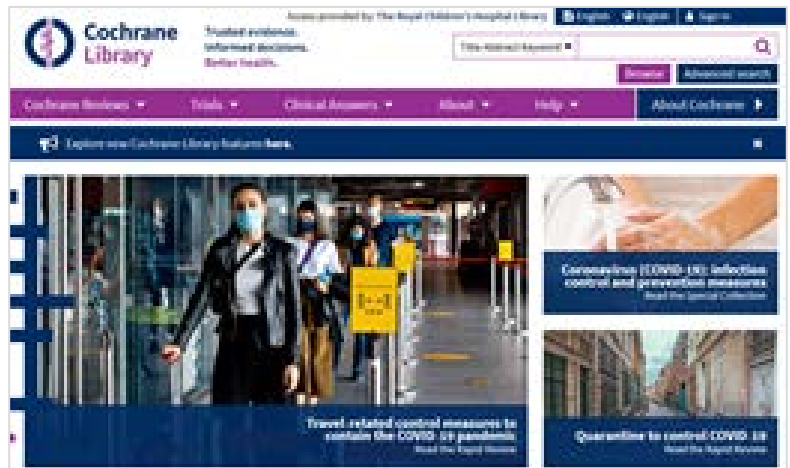 Access provided by: The Royal Children's Hospital Library
English
English
Sign In
Cochrane
Library
Trusted evidence.
Informed decisions.
Better health.
Title Abstract Keyword
Browse
Advanced search
Cochrane Reviews
Trials
Clinical Answers
About
Help
About Cochrane
Explore new Cochrane Library features here.
Travel-related control measures to
contain the COVID-19 pandemic
Read the Rapid Review
Coronavirus (COVID-19): infection
control and prevention measures
Read the Special Collection
Quarantine to control COVID-19
Read the Rapid Review